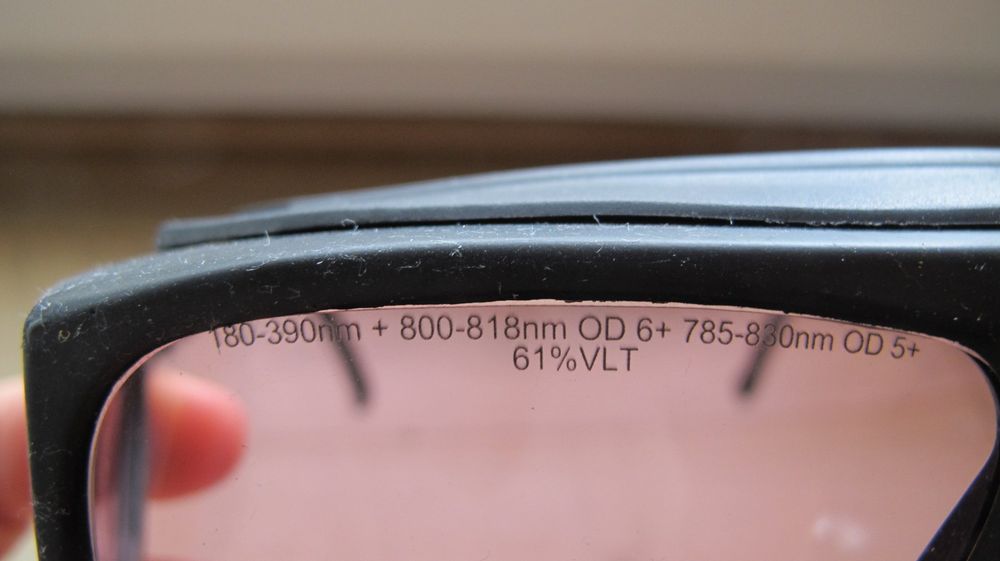 180-390nm + 800-818nm OD 6+ 785-830nm OD 5+
61%VLT